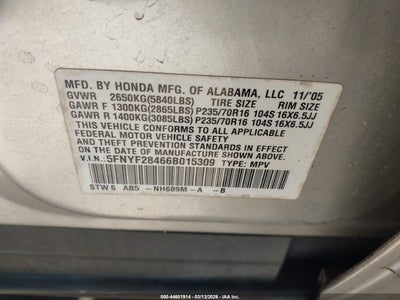 MFD. BY HONDA MFG. OF ALABAMA, LLC 11/'05
GVWR 2650KG(5840LBS) TIRE SIZE RIM SIZE
GAWR F 1300KG(2865LBS) P235/70R16 104S 16X6.5JJ
GAWR R 1400KG(3085LBS) P235/70R16 104S 16X6.5JJ
THIS VEHICLE CONFORMS TO ALL APPLICABLE
FEDERAL MOTOR VEHICLE SAFETY AND
THEFT PREVENTION STANDARDS IN EFFECT ON
THE DATE OF MANUFACTURE SHOWN ABOVE.
V.I.N.: 5FNYF28466B015309 TYPE: MPV
STW 6 AB5 -NH689M-A -B
000-44601914 - 03/13/2026 - IAA Inc.